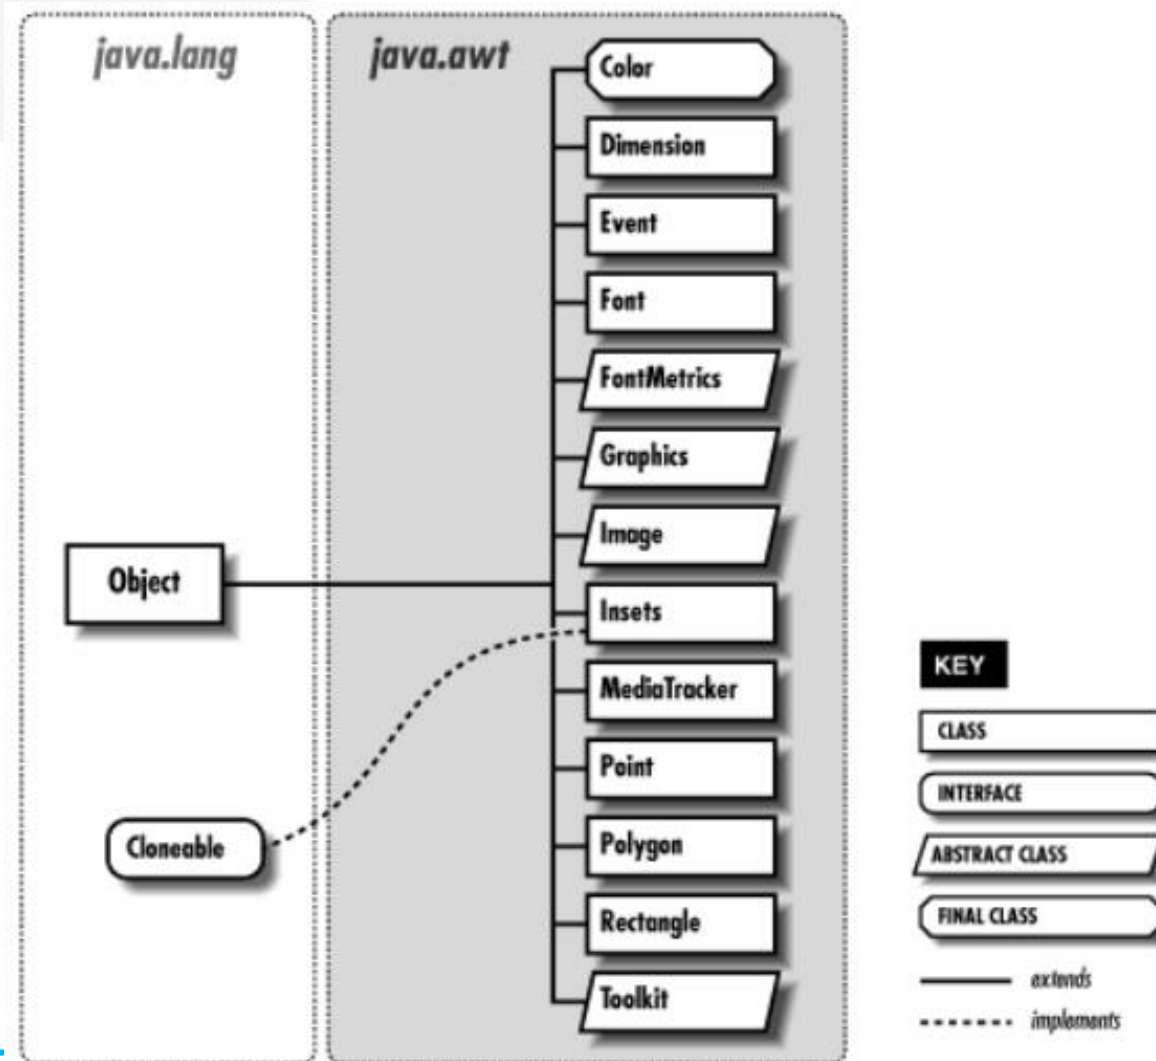 java.lang
java.awt
Color
Dimension
Event
Font
FontMetrics
Graphics
Image
Object
Insets
MediaTracker
Point
Cloneable
Polygon
Rectangle
Toolkit
KEY
CLASS
INTERFACE
ABSTRACT CLASS
FINAL CLASS
extends
implements